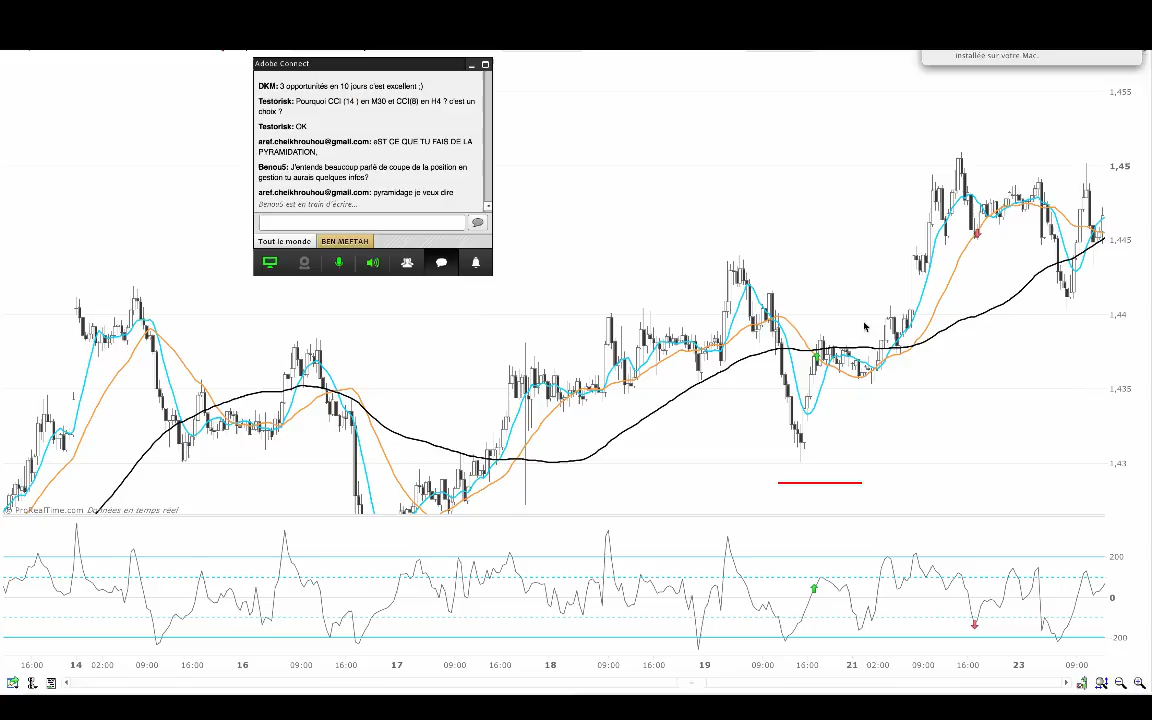 installée sur votre Mac.
Adobe Connect
DKM: 3 opportunités en 10 jours c'est excellent ;)
Testorisk: Pourquoi CCI (14 ) en M30 et CCI(8) en H4 ? c'est un
choix ?
Testorisk: OK
aref.cheikhrouhou@gmail.com: eST CE QUE TU FAIS DE LA
PYRAMIDATION,
Benou5: J'entends beaucoup parlé de coupe de la position en
gestion tu aurais quelques infos?
aref.cheikhrouhou@gmail.com: pyramidage je veux dire
Benou5 est en train d'écrire...
Tout le monde BEN MEFTAH
1,455
1,45
1,445
1,44
1,435
1,43
© ProRealTime.com Données en temps réel
200
0
-200
16:00 14 02:00 09:00 16:00 16 09:00 16:00 17 09:00 16:00 18 09:00 16:00 19 09:00 16:00 21 02:00 09:00 16:00 23 09:00